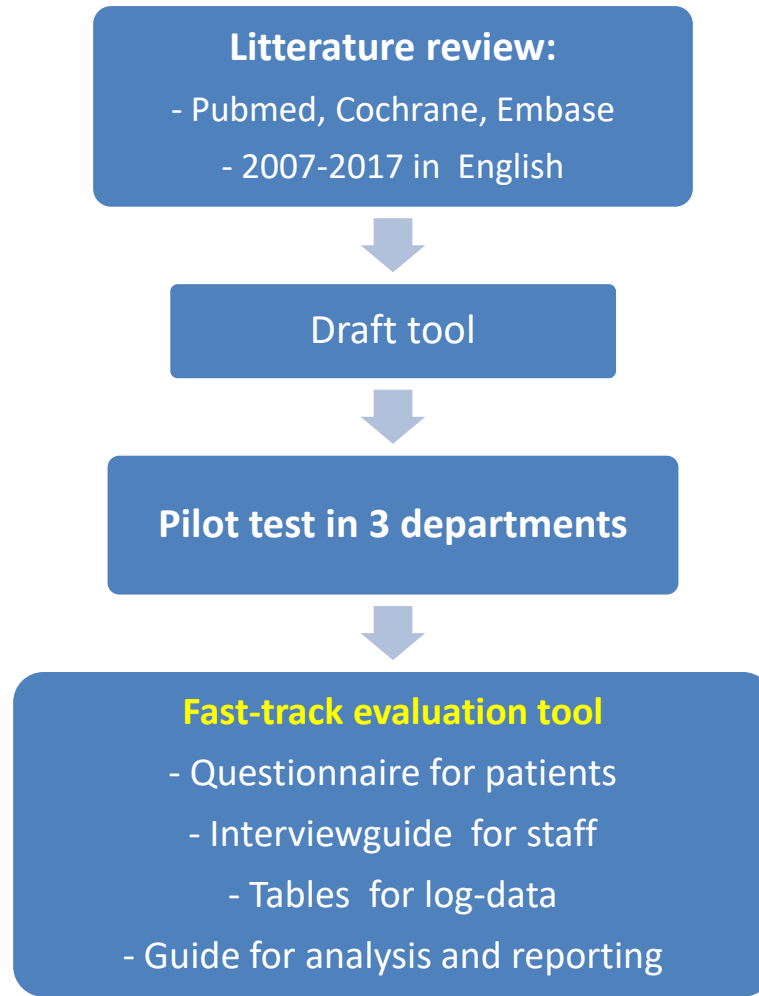 Litterature review:
- Pubmed, Cochrane, Embase
- 2007-2017 in English
Draft tool
Pilot test in 3 departments
Fast-track evaluation tool
- Questionnaire for patients
- Interviewguide for staff
- Tables for log-data
- Guide for analysis and reporting